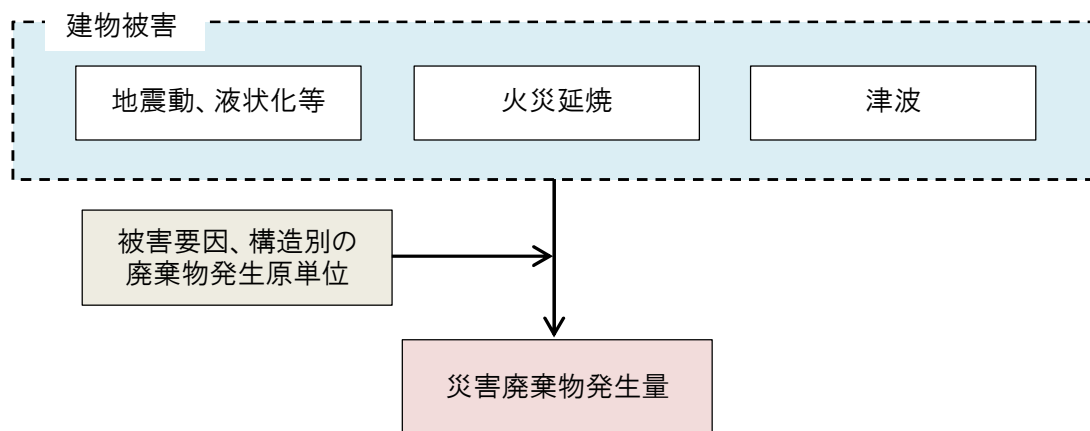 建物被害
地震動、液状化等
火災延焼
津波
被害要因、構造別の
廃棄物発生原単位
災害廃棄物発生量